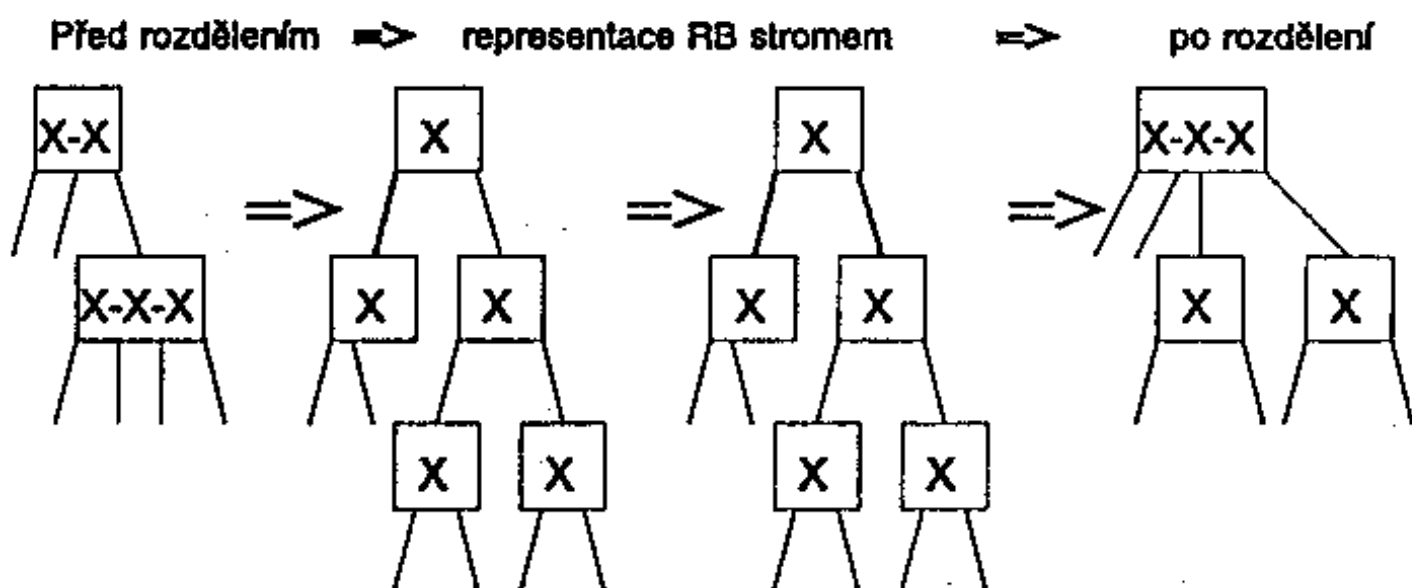 Před rozdělením => representace RB stromem => po rozdělení
X-X X X X-X-X
=> => =>
X-X-X X X X X X X
X X X X